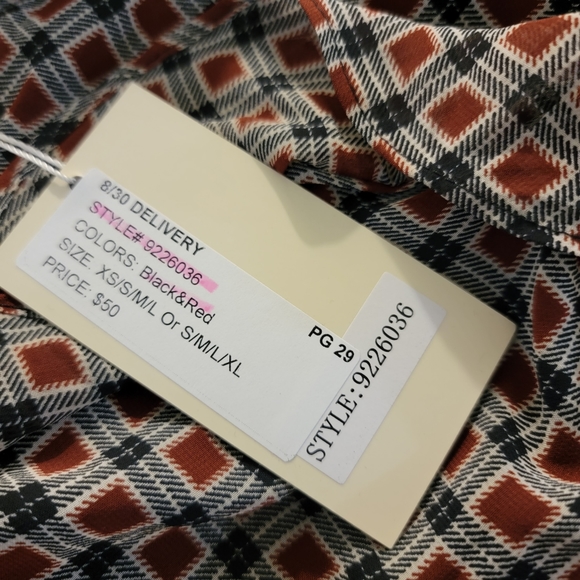 8/30 DELIVERY
STYLE# 9226036
COLORS: Black&Red
SIZE: XS/S/M/L Or S/M/L/XL
PRICE: $50
PG 29
STYLE:9226036